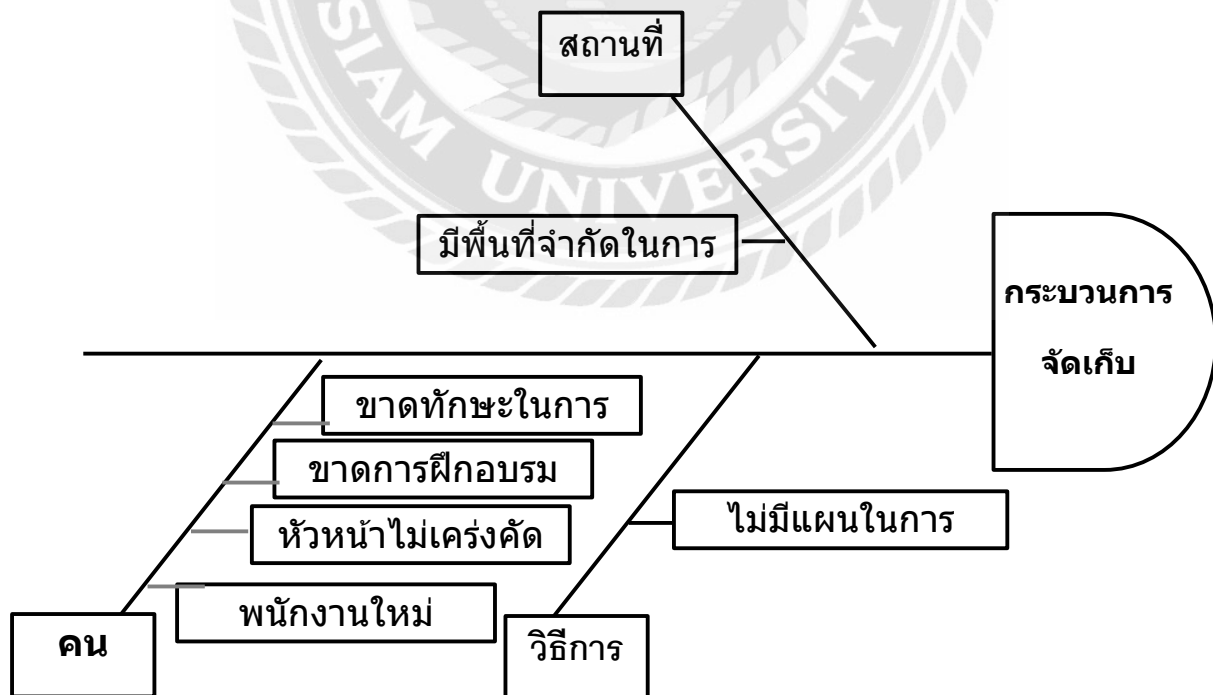 สถานที่
SIAM UNIVERSITY
มีพื้นที่จำกัดในการ
กระบวนการ
จัดเก็บ
ขาดทักษะในการ
ขาดการฝึกอบรม
หัวหน้าไม่เคร่งคัด
ไม่มีแผนในการ
พนักงานใหม่
คน
วิธีการ